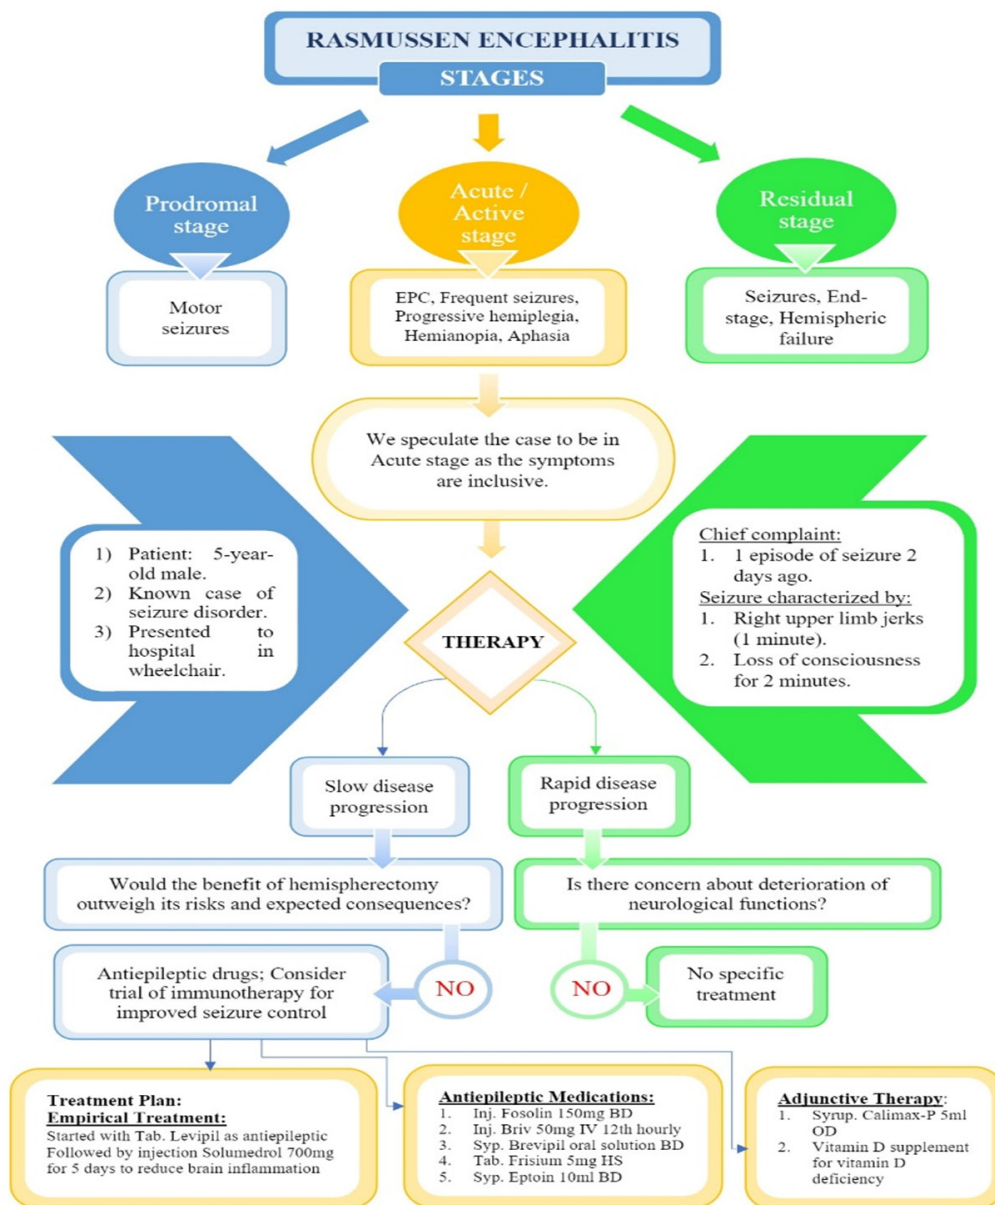 RASMUSSEN ENCEPHALITIS
STAGES
Prodromal
stage
Acute /
Active
stage
Residual
stage
Motor
seizures
EPC, Frequent seizures,
Progressive hemiplegia,
Hemianopia, Aphasia
Seizures, End-
stage, Hemispheric
failure
We speculate the case to be in
Acute stage as the symptoms
are inclusive.
1) Patient: 5-year-
old male.
2) Known case of
seizure disorder.
3) Presented to
hospital in
wheelchair.
Chief complaint:
1. 1 episode of seizure 2
days ago.
Seizure characterized by:
1. Right upper limb jerks
(1 minute).
2. Loss of consciousness
for 2 minutes.
THERAPY
Slow disease
progression
Rapid disease
progression
Would the benefit of hemispherectomy
outweigh its risks and expected consequences?
Is there concern about deterioration of
neurological functions?
Antiepileptic drugs; Consider
trial of immunotherapy for
improved seizure control
NO
NO
No specific
treatment
Treatment Plan:
Empirical Treatment:
Started with Tab. Levipil as antiepileptic
Followed by injection Solumedrol 700mg
for 5 days to reduce brain inflammation
Antiepileptic Medications:
1. Inj. Fosolin 150mg BD
2. Inj. Briv 50mg IV 12th hourly
3. Syp. Brevipil oral solution BD
4. Tab. Frisium 5mg HS
5. Syp. Eptoin 10ml BD
Adjunctive Therapy:
1. Syrup. Calimax-P 5ml
OD
2. Vitamin D supplement
for vitamin D
deficiency